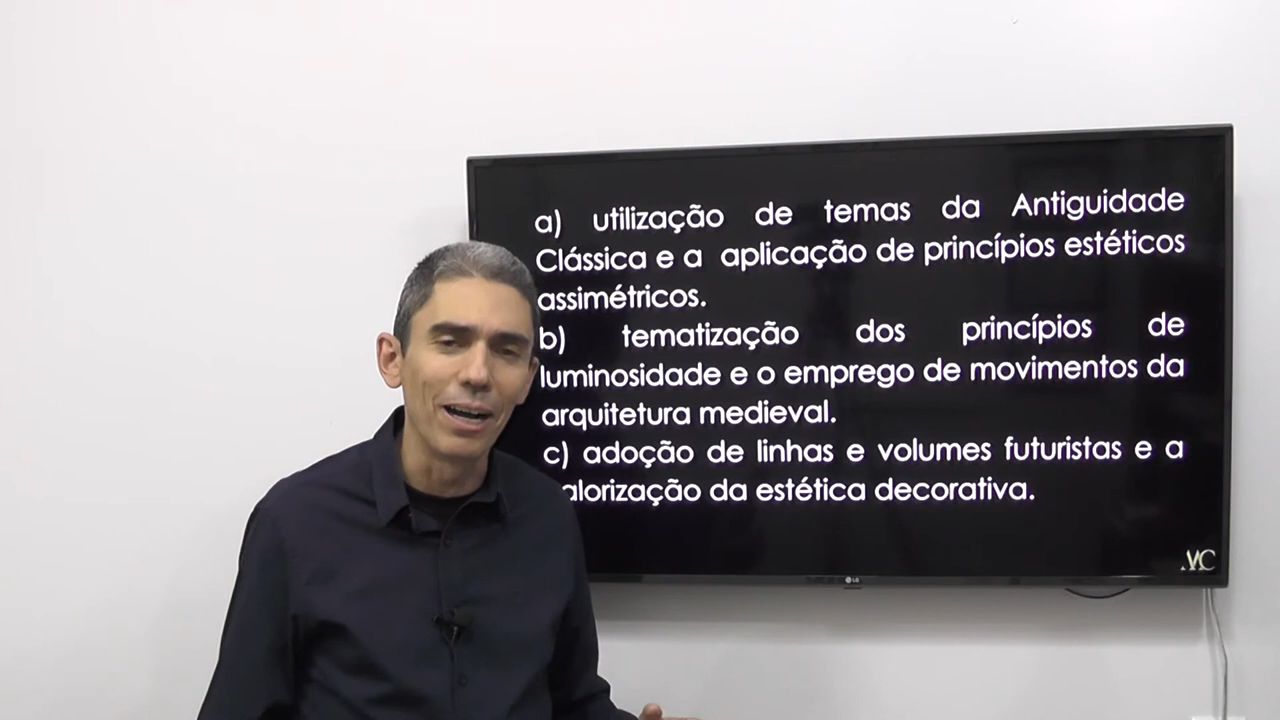 a) utilização de temas da Antiguidade
Clássica e a aplicação de princípios estéticos
assimétricos.
b) tematização dos princípios de
luminosidade e o emprego de movimentos da
arquitetura medieval.
c) adoção de linhas e volumes futuristas e a
alorização da estética decorativa.
MC
LG